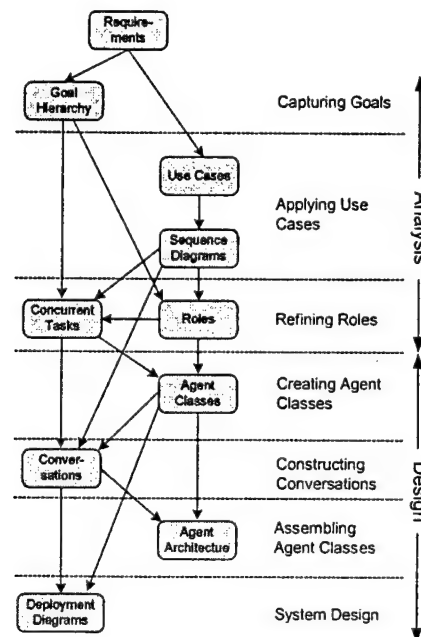 Require-
ments
Goal
Hierarchy
Capturing Goals
Use Cases
Applying Use
Cases
Analysis
Sequence
Diagrams
Concurrent
Tasks
Roles
Refining Roles
Agent
Classes
Creating Agent
Classes
Conver-
sations
Constructing
Conversations
Design
Agent
Architectue
Assembling
Agent Classes
Deployment
Diagrams
System Design